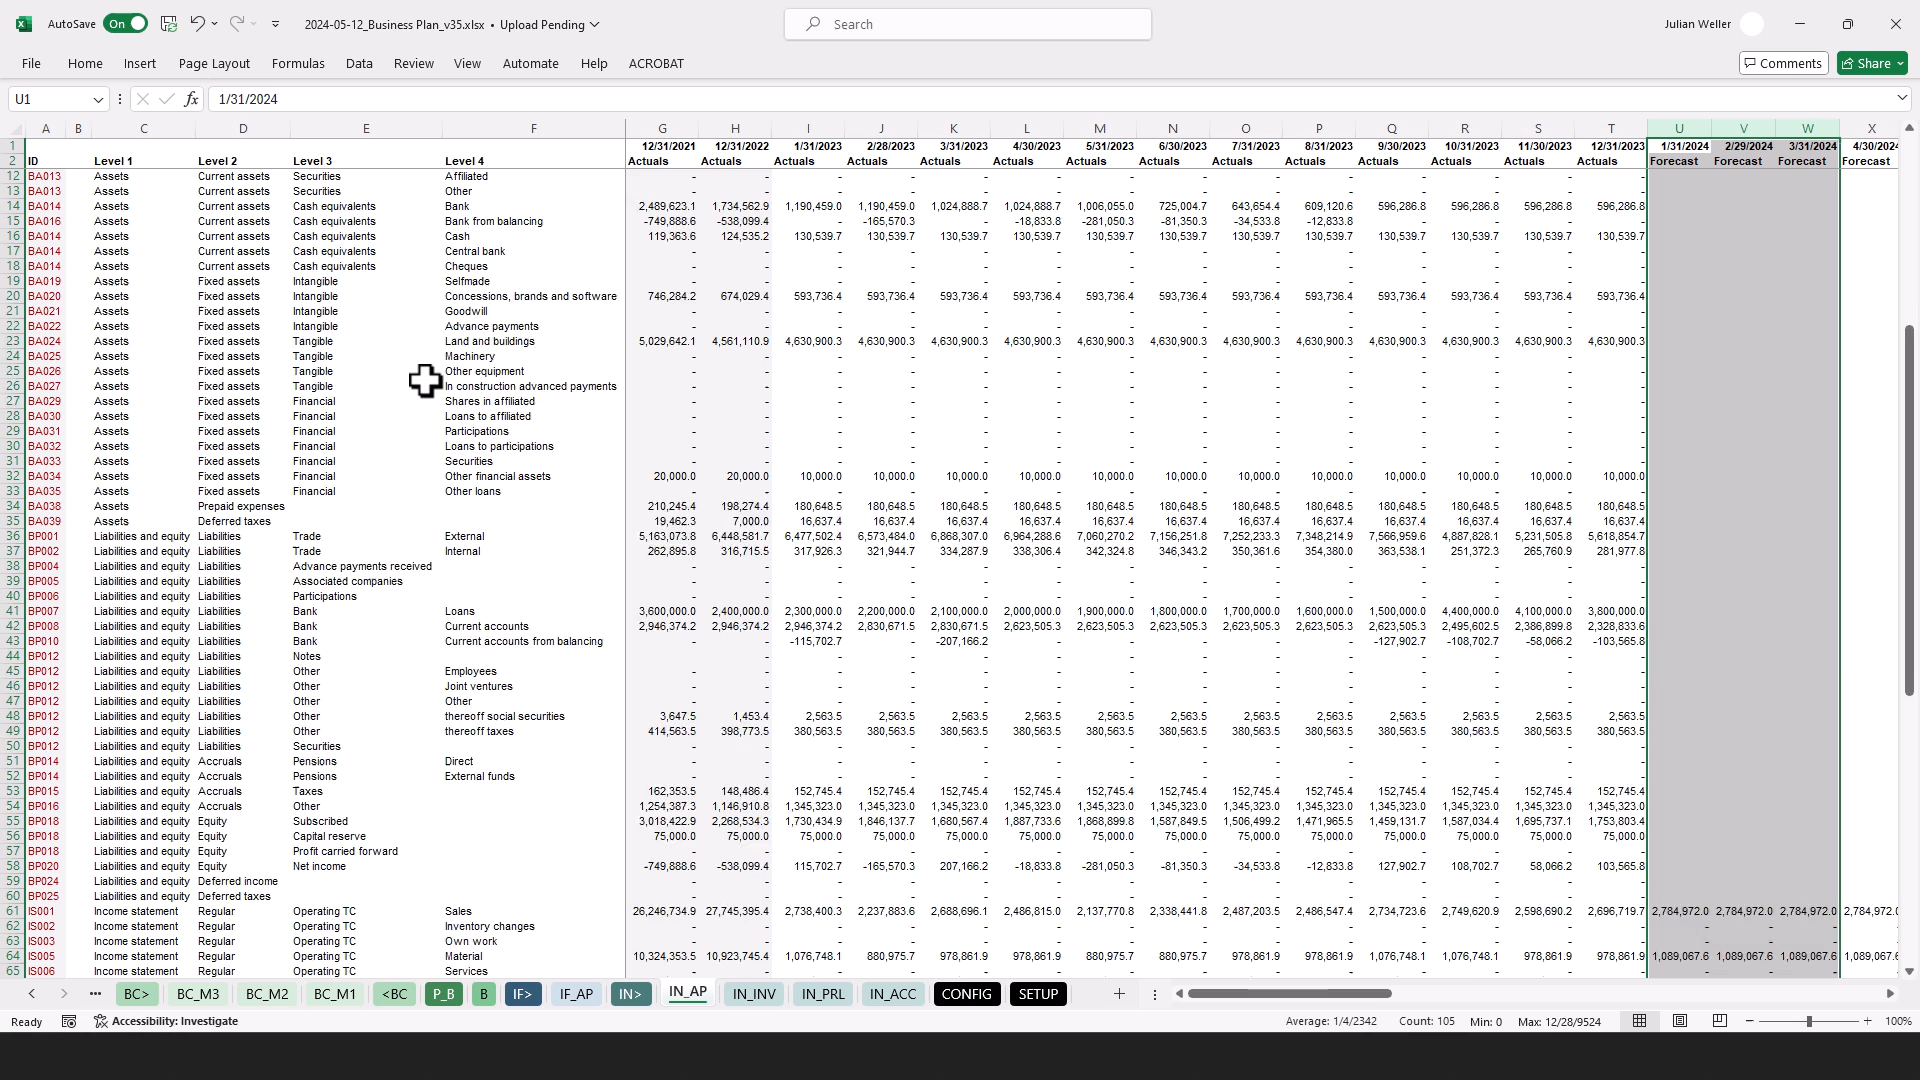 AutoSave On 2024-05-12_Business Plan_v35.xlsx • Upload Pending Search Julian Weller
File Home Insert Page Layout Formulas Data Review View Automate Help ACROBAT Comments Share
U1 fx 1/31/2024
A B C D E F G H I J K L M N O P Q R S T U V W X
1 12/31/2021 12/31/2022 1/31/2023 2/28/2023 3/31/2023 4/30/2023 5/31/2023 6/30/2023 7/31/2023 8/31/2023 9/30/2023 10/31/2023 11/30/2023 12/31/2023 1/31/2024 2/29/2024 3/31/2024 4/30/2024
2 ID Level 1 Level 2 Level 3 Level 4 Actuals Actuals Actuals Actuals Actuals Actuals Actuals Actuals Actuals Actuals Actuals Actuals Actuals Actuals Forecast Forecast Forecast Forecast
12 BA013 Assets Current assets Securities Affiliated - - - - - - - - - - - - - -
13 BA013 Assets Current assets Securities Other - - - - - - - - - - - - - -
14 BA014 Assets Current assets Cash equivalents Bank 2,489,623.1 1,734,562.9 1,190,459.0 1,190,459.0 1,024,888.7 1,024,888.7 1,006,055.0 725,004.7 643,654.4 609,120.6 596,286.8 596,286.8 596,286.8 596,286.8
15 BA016 Assets Current assets Cash equivalents Bank from balancing -749,888.6 -538,099.4 - -165,570.3 - -18,833.8 -281,050.3 -81,350.3 -34,533.8 -12,833.8 - - - -
16 BA014 Assets Current assets Cash equivalents Cash 119,363.6 124,535.2 130,539.7 130,539.7 130,539.7 130,539.7 130,539.7 130,539.7 130,539.7 130,539.7 130,539.7 130,539.7 130,539.7 130,539.7
17 BA014 Assets Current assets Cash equivalents Central bank - - - - - - - - - - - - - -
18 BA014 Assets Current assets Cash equivalents Cheques - - - - - - - - - - - - - -
19 BA019 Assets Fixed assets Intangible Selfmade - - - - - - - - - - - - - -
20 BA020 Assets Fixed assets Intangible Concessions, brands and software 746,284.2 674,029.4 593,736.4 593,736.4 593,736.4 593,736.4 593,736.4 593,736.4 593,736.4 593,736.4 593,736.4 593,736.4 593,736.4 593,736.4
21 BA021 Assets Fixed assets Intangible Goodwill - - - - - - - - - - - - - -
22 BA022 Assets Fixed assets Intangible Advance payments - - - - - - - - - - - - - -
23 BA024 Assets Fixed assets Tangible Land and buildings 5,029,642.1 4,561,110.9 4,630,900.3 4,630,900.3 4,630,900.3 4,630,900.3 4,630,900.3 4,630,900.3 4,630,900.3 4,630,900.3 4,630,900.3 4,630,900.3 4,630,900.3 4,630,900.3
24 BA025 Assets Fixed assets Tangible Machinery - - - - - - - - - - - - - -
25 BA026 Assets Fixed assets Tangible Other equipment - - - - - - - - - - - - - -
26 BA027 Assets Fixed assets Tangible In construction advanced payments - - - - - - - - - - - - - -
27 BA029 Assets Fixed assets Financial Shares in affiliated - - - - - - - - - - - - - -
28 BA030 Assets Fixed assets Financial Loans to affiliated - - - - - - - - - - - - - -
29 BA031 Assets Fixed assets Financial Participations - - - - - - - - - - - - - -
30 BA032 Assets Fixed assets Financial Loans to participations - - - - - - - - - - - - - -
31 BA033 Assets Fixed assets Financial Securities - - - - - - - - - - - - - -
32 BA034 Assets Fixed assets Financial Other financial assets 20,000.0 20,000.0 10,000.0 10,000.0 10,000.0 10,000.0 10,000.0 10,000.0 10,000.0 10,000.0 10,000.0 10,000.0 10,000.0 10,000.0
33 BA035 Assets Fixed assets Financial Other loans - - - - - - - - - - - - - -
34 BA038 Assets Prepaid expenses 210,245.4 198,274.4 180,648.5 180,648.5 180,648.5 180,648.5 180,648.5 180,648.5 180,648.5 180,648.5 180,648.5 180,648.5 180,648.5 180,648.5
35 BA039 Assets Deferred taxes 19,462.3 7,000.0 16,637.4 16,637.4 16,637.4 16,637.4 16,637.4 16,637.4 16,637.4 16,637.4 16,637.4 16,637.4 16,637.4 16,637.4
36 BP001 Liabilities and equity Liabilities Trade External 5,163,073.8 6,448,581.7 6,477,502.4 6,573,484.0 6,868,307.0 6,964,288.6 7,060,270.2 7,156,251.8 7,252,233.3 7,348,214.9 7,566,959.6 4,887,828.1 5,231,505.8 5,618,854.7
37 BP002 Liabilities and equity Liabilities Trade Internal 262,895.8 316,715.5 317,926.3 321,944.7 334,287.9 338,306.4 342,324.8 346,343.2 350,361.6 354,380.0 363,538.1 251,372.3 265,760.9 281,977.8
38 BP004 Liabilities and equity Liabilities Advance payments received - - - - - - - - - - - - - -
39 BP005 Liabilities and equity Liabilities Associated companies - - - - - - - - - - - - - -
40 BP006 Liabilities and equity Liabilities Participations - - - - - - - - - - - - - -
41 BP007 Liabilities and equity Liabilities Bank Loans 3,600,000.0 2,400,000.0 2,300,000.0 2,200,000.0 2,100,000.0 2,000,000.0 1,900,000.0 1,800,000.0 1,700,000.0 1,600,000.0 1,500,000.0 4,400,000.0 4,100,000.0 3,800,000.0
42 BP008 Liabilities and equity Liabilities Bank Current accounts 2,946,374.2 2,946,374.2 2,946,374.2 2,830,671.5 2,830,671.5 2,623,505.3 2,623,505.3 2,623,505.3 2,623,505.3 2,623,505.3 2,623,505.3 2,495,602.5 2,386,899.8 2,328,833.6
43 BP010 Liabilities and equity Liabilities Bank Current accounts from balancing - - -115,702.7 - -207,166.2 - - - - - -127,902.7 -108,702.7 -58,066.2 -103,565.8
44 BP012 Liabilities and equity Liabilities Notes - - - - - - - - - - - - - -
45 BP012 Liabilities and equity Liabilities Other Employees - - - - - - - - - - - - - -
46 BP012 Liabilities and equity Liabilities Other Joint ventures - - - - - - - - - - - - - -
47 BP012 Liabilities and equity Liabilities Other Other - - - - - - - - - - - - - -
48 BP012 Liabilities and equity Liabilities Other thereoff social securities 3,647.5 1,453.4 2,563.5 2,563.5 2,563.5 2,563.5 2,563.5 2,563.5 2,563.5 2,563.5 2,563.5 2,563.5 2,563.5 2,563.5
49 BP012 Liabilities and equity Liabilities Other thereoff taxes 414,563.5 398,773.5 380,563.5 380,563.5 380,563.5 380,563.5 380,563.5 380,563.5 380,563.5 380,563.5 380,563.5 380,563.5 380,563.5 380,563.5
50 BP012 Liabilities and equity Liabilities Securities - - - - - - - - - - - - - -
51 BP014 Liabilities and equity Accruals Pensions Direct - - - - - - - - - - - - - -
52 BP014 Liabilities and equity Accruals Pensions External funds - - - - - - - - - - - - - -
53 BP015 Liabilities and equity Accruals Taxes 162,353.5 148,486.4 152,745.4 152,745.4 152,745.4 152,745.4 152,745.4 152,745.4 152,745.4 152,745.4 152,745.4 152,745.4 152,745.4 152,745.4
54 BP016 Liabilities and equity Accruals Other 1,254,387.3 1,146,910.8 1,345,323.0 1,345,323.0 1,345,323.0 1,345,323.0 1,345,323.0 1,345,323.0 1,345,323.0 1,345,323.0 1,345,323.0 1,345,323.0 1,345,323.0 1,345,323.0
55 BP018 Liabilities and equity Equity Subscribed 3,018,422.9 2,268,534.3 1,730,434.9 1,846,137.7 1,680,567.4 1,887,733.6 1,868,899.8 1,587,849.5 1,506,499.2 1,471,965.5 1,459,131.7 1,587,034.4 1,695,737.1 1,753,803.4
56 BP018 Liabilities and equity Equity Capital reserve 75,000.0 75,000.0 75,000.0 75,000.0 75,000.0 75,000.0 75,000.0 75,000.0 75,000.0 75,000.0 75,000.0 75,000.0 75,000.0 75,000.0
57 BP018 Liabilities and equity Equity Profit carried forward - - - - - - - - - - - - - -
58 BP020 Liabilities and equity Equity Net income -749,888.6 -538,099.4 115,702.7 -165,570.3 207,166.2 -18,833.8 -281,050.3 -81,350.3 -34,533.8 -12,833.8 127,902.7 108,702.7 58,066.2 103,565.8
59 BP024 Liabilities and equity Deferred income - - - - - - - - - - - - - -
60 BP025 Liabilities and equity Deferred taxes - - - - - - - - - - - - - -
61 IS001 Income statement Regular Operating TC Sales 26,246,734.9 27,745,395.4 2,738,400.3 2,237,883.6 2,688,696.1 2,486,815.0 2,137,770.8 2,338,441.8 2,487,203.5 2,486,547.4 2,734,723.6 2,749,620.9 2,598,690.2 2,696,719.7 2,784,972.0 2,784,972.0 2,784,972.0 2,784,972.0
62 IS002 Income statement Regular Operating TC Inventory changes - - - - - - - - - - - - - - - - -
63 IS003 Income statement Regular Operating TC Own work - - - - - - - - - - - - - - - - -
64 IS005 Income statement Regular Operating TC Material 10,324,353.5 10,923,745.4 1,076,748.1 880,975.7 978,861.9 978,861.9 880,975.7 978,861.9 978,861.9 978,861.9 1,076,748.1 1,076,748.1 978,861.9 978,861.9 1,089,067.6 1,089,067.6 1,089,067.6 1,089,067.6
65 IS006 Income statement Regular Operating TC Services - - - - - - - - - - - - - - - - -
BC> BC_M3 BC_M2 BC_M1 <BC P_B B IF> IF_AP IN> IN_AP IN_INV IN_PRL IN_ACC CONFIG SETUP
Ready Accessibility: Investigate Average: 1/4/2342 Count: 105 Min: 0 Max: 12/28/9524 100%